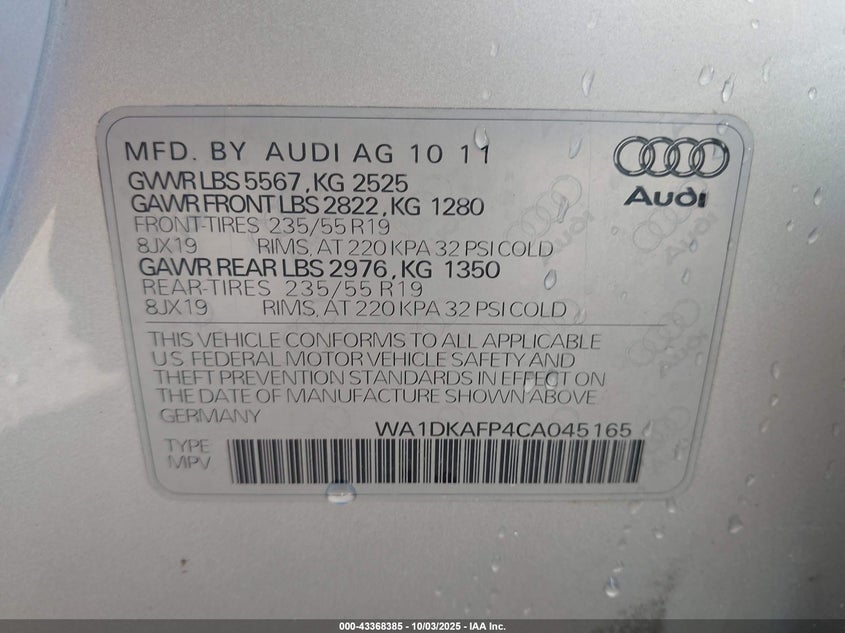 MFD. BY AUDI AG 10 11
GVWR LBS 5567, KG 2525
GAWR FRONT LBS 2822, KG 1280
FRONT-TIRES 235/55 R19
8JX19 RIMS, AT 220 KPA 32 PSI COLD
GAWR REAR LBS 2976, KG 1350
REAR-TIRES 235/55 R19
8JX19 RIMS, AT 220 KPA 32 PSI COLD
Audi
THIS VEHICLE CONFORMS TO ALL APPLICABLE
U.S. FEDERAL MOTOR VEHICLE SAFETY AND
THEFT PREVENTION STANDARDS IN EFFECT ON
THE DATE OF MANUFACTURE SHOWN ABOVE
GERMANY
WA1DKAFP4CA045165
TYPE
MPV
000-43368385 - 10/03/2025 - IAA Inc.